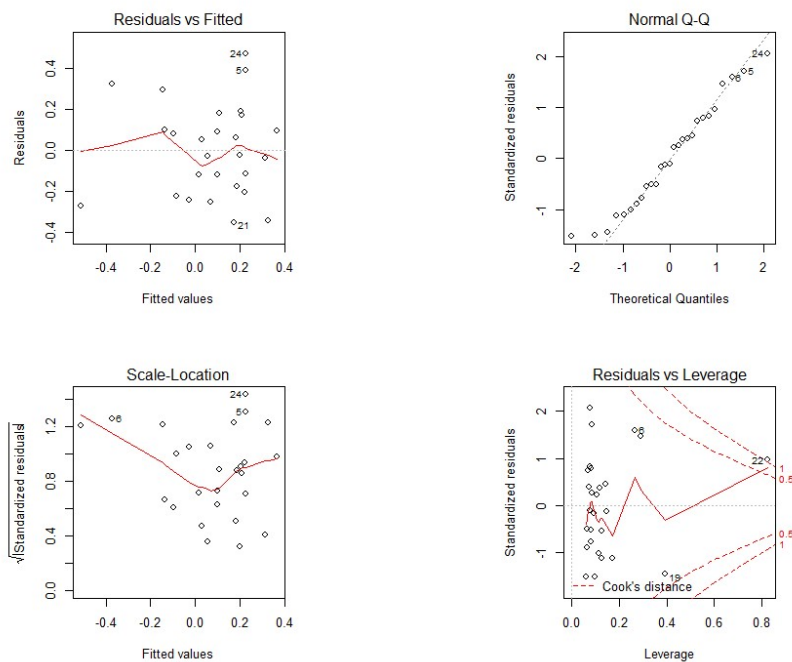 Residuals vs Fitted
Residuals
0.4
0.2
0.0
-0.2
-0.4
24
5
21
-0.4 -0.2 0.0 0.2 0.4
Fitted values
Normal Q-Q
Standardized residuals
2
1
0
-1
24
6 5
-2 -1 0 1 2
Theoretical Quantiles
Scale-Location
√|Standardized residuals|
1.2
0.8
0.4
0.0
24
5
6
-0.4 -0.2 0.0 0.2 0.4
Fitted values
Residuals vs Leverage
Standardized residuals
2
1
0
-1
6
22
19
1
0.5
0.5
1
Cook's distance
0.0 0.2 0.4 0.6 0.8
Leverage